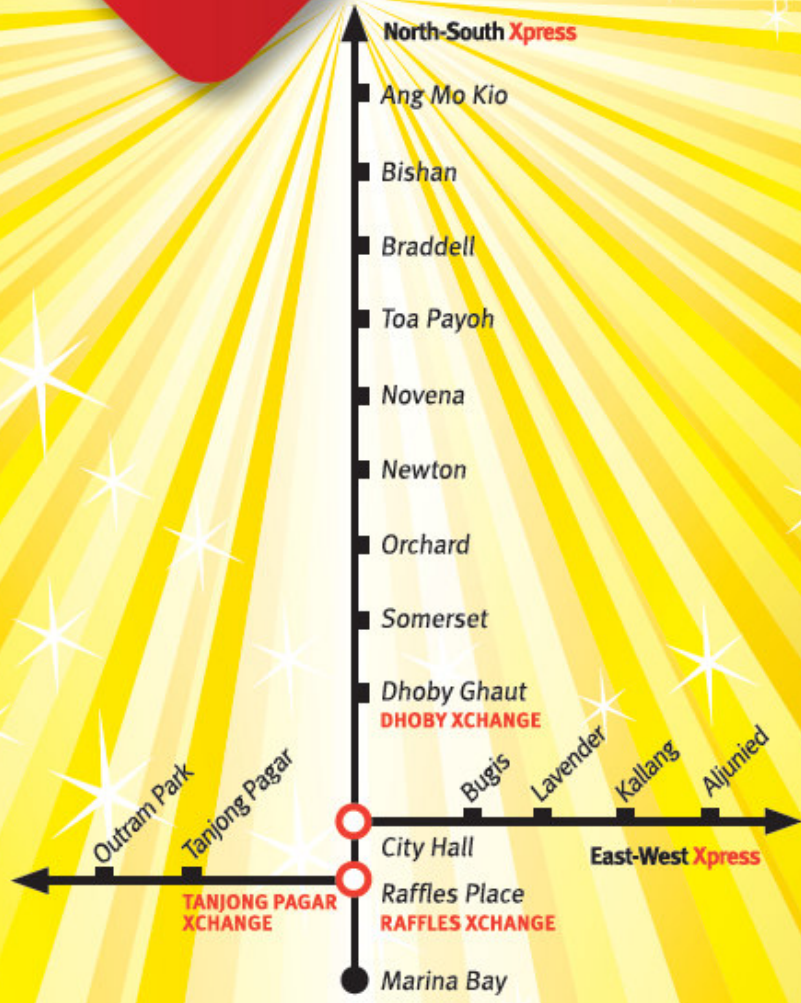 North-South Xpress
Ang Mo Kio
Bishan
Braddell
Toa Payoh
Novena
Newton
Orchard
Somerset
Dhoby Ghaut
DHOBY XCHANGE
Outram Park
Tanjong Pagar
Bugis
Lavender
Kallang
Aljunied
City Hall
East-West Xpress
Raffles Place
TANJONG PAGAR
XCHANGE
RAFFLES XCHANGE
Marina Bay